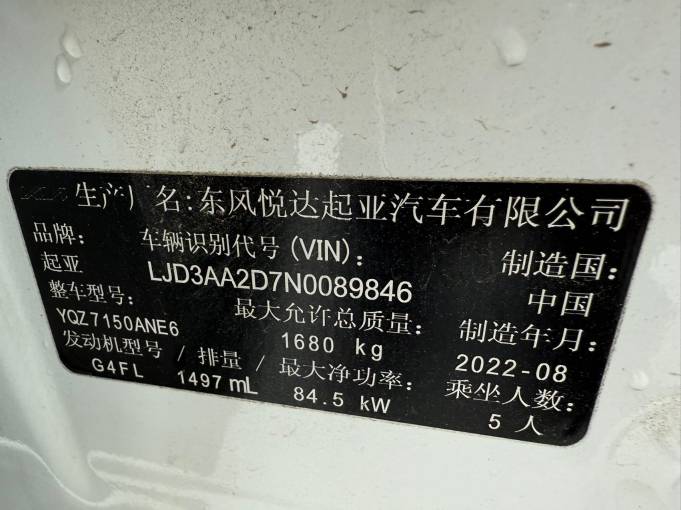 生产厂名:东风悦达起亚汽车有限公司
品牌: 车辆识别代号(VIN): 制造国:
起亚 LJD3AA2D7N0089846 中国
整车型号: 最大允许总质量: 制造年月:
YQZ7150ANE6 1680 kg 2022-08
发动机型号 / 排量 / 最大净功率: 乘坐人数:
G4FL 1497 mL 84.5 kW 5 人